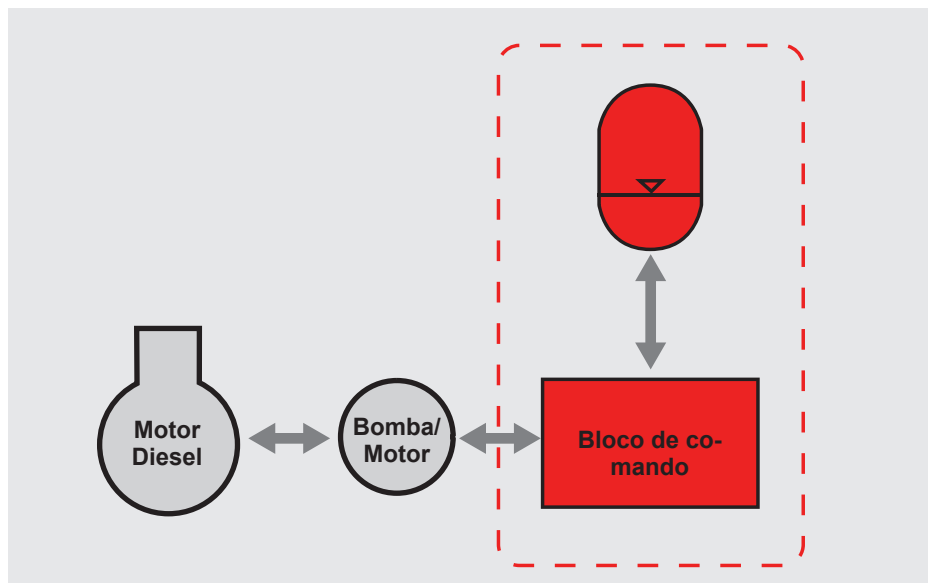 Motor
Diesel
Bomba/
Motor
Bloco de co-
mando